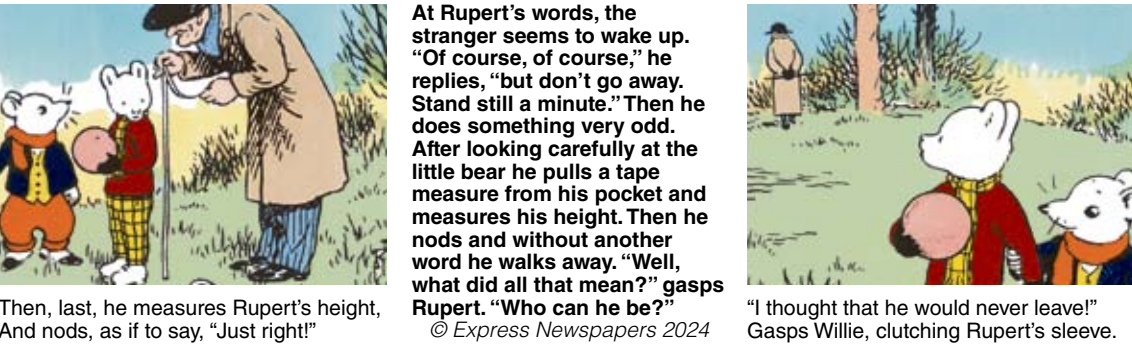 Then, last, he measures Rupert’s height,
And nods, as if to say, “Just right!”
At Rupert’s words, the
stranger seems to wake up.
“Of course, of course,” he
replies, “but don’t go away.
Stand still a minute.” Then he
does something very odd.
After looking carefully at the
little bear he pulls a tape
measure from his pocket and
measures his height. Then he
nods and without another
word he walks away. “Well,
what did all that mean?” gasps
Rupert. “Who can he be?”
© Express Newspapers 2024
“I thought that he would never leave!”
Gasps Willie, clutching Rupert’s sleeve.